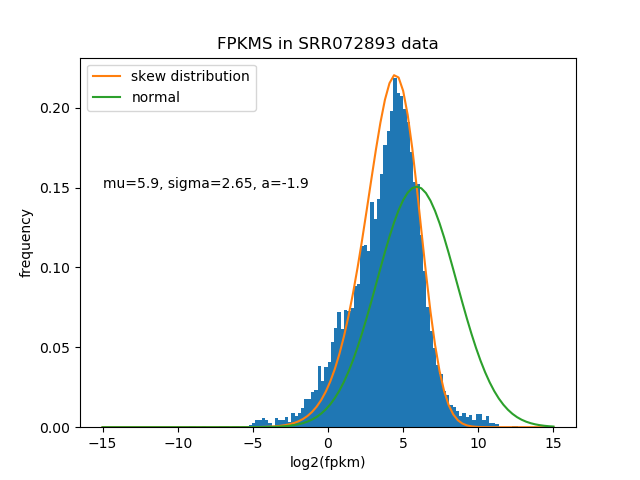 FPKMS in SRR072893 data
skew distribution
normal
mu=5.9, sigma=2.65, a=-1.9
frequency
0.20
0.15
0.10
0.05
0.00
−15
−10
−5
0
5
10
15
log2(fpkm)